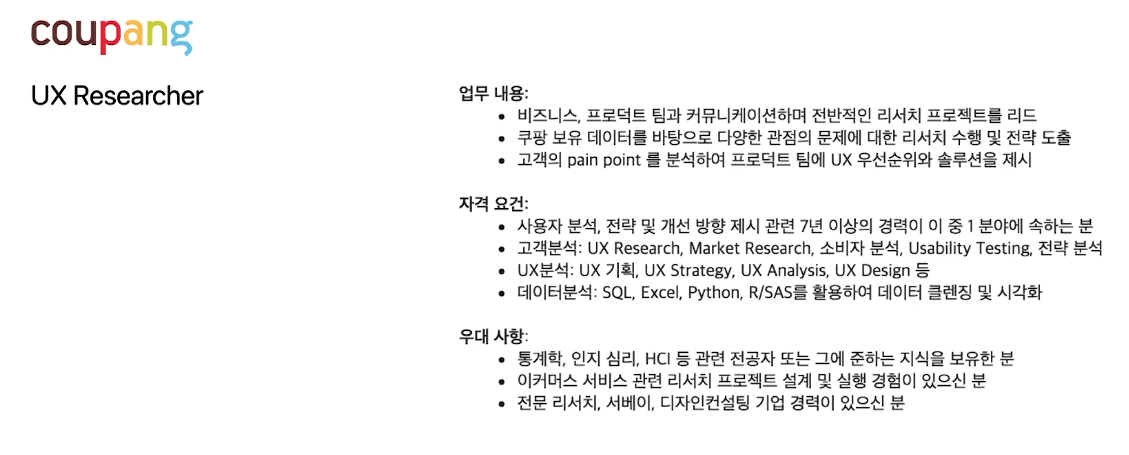 coupang
UX Researcher
업무 내용:
• 비즈니스, 프로덕트 팀과 커뮤니케이션하며 전반적인 리서치 프로젝트를 리드
• 쿠팡 보유 데이터를 바탕으로 다양한 관점의 문제에 대한 리서치 수행 및 전략 도출
• 고객의 pain point 를 분석하여 프로덕트 팀에 UX 우선순위와 솔루션을 제시
자격 요건:
• 사용자 분석, 전략 및 개선 방향 제시 관련 7년 이상의 경력이 이 중 1 분야에 속하는 분
• 고객분석: UX Research, Market Research, 소비자 분석, Usability Testing, 전략 분석
• UX분석: UX 기획, UX Strategy, UX Analysis, UX Design 등
• 데이터분석: SQL, Excel, Python, R/SAS를 활용하여 데이터 클렌징 및 시각화
우대 사항:
• 통계학, 인지 심리, HCI 등 관련 전공자 또는 그에 준하는 지식을 보유한 분
• 이커머스 서비스 관련 리서치 프로젝트 설계 및 실행 경험이 있으신 분
• 전문 리서치, 서베이, 디자인컨설팅 기업 경력이 있으신 분